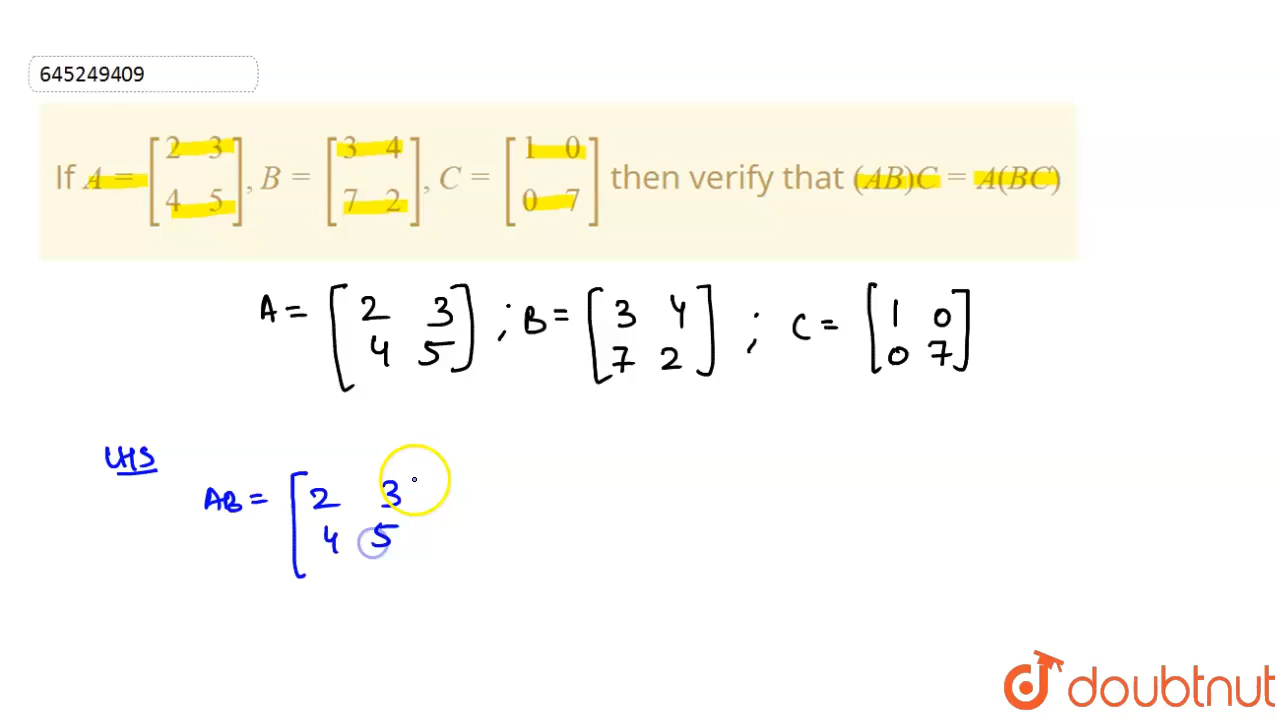 645249409
If A = [2 3
4 5], B = [3 4
7 2], C = [1 0
0 7] then verify that (AB)C = A(BC)
A = [2 3
4 5] ; B = [3 4
7 2] ; C = [1 0
0 7]
LHS
AB = [2 3
4 5
doubtnut